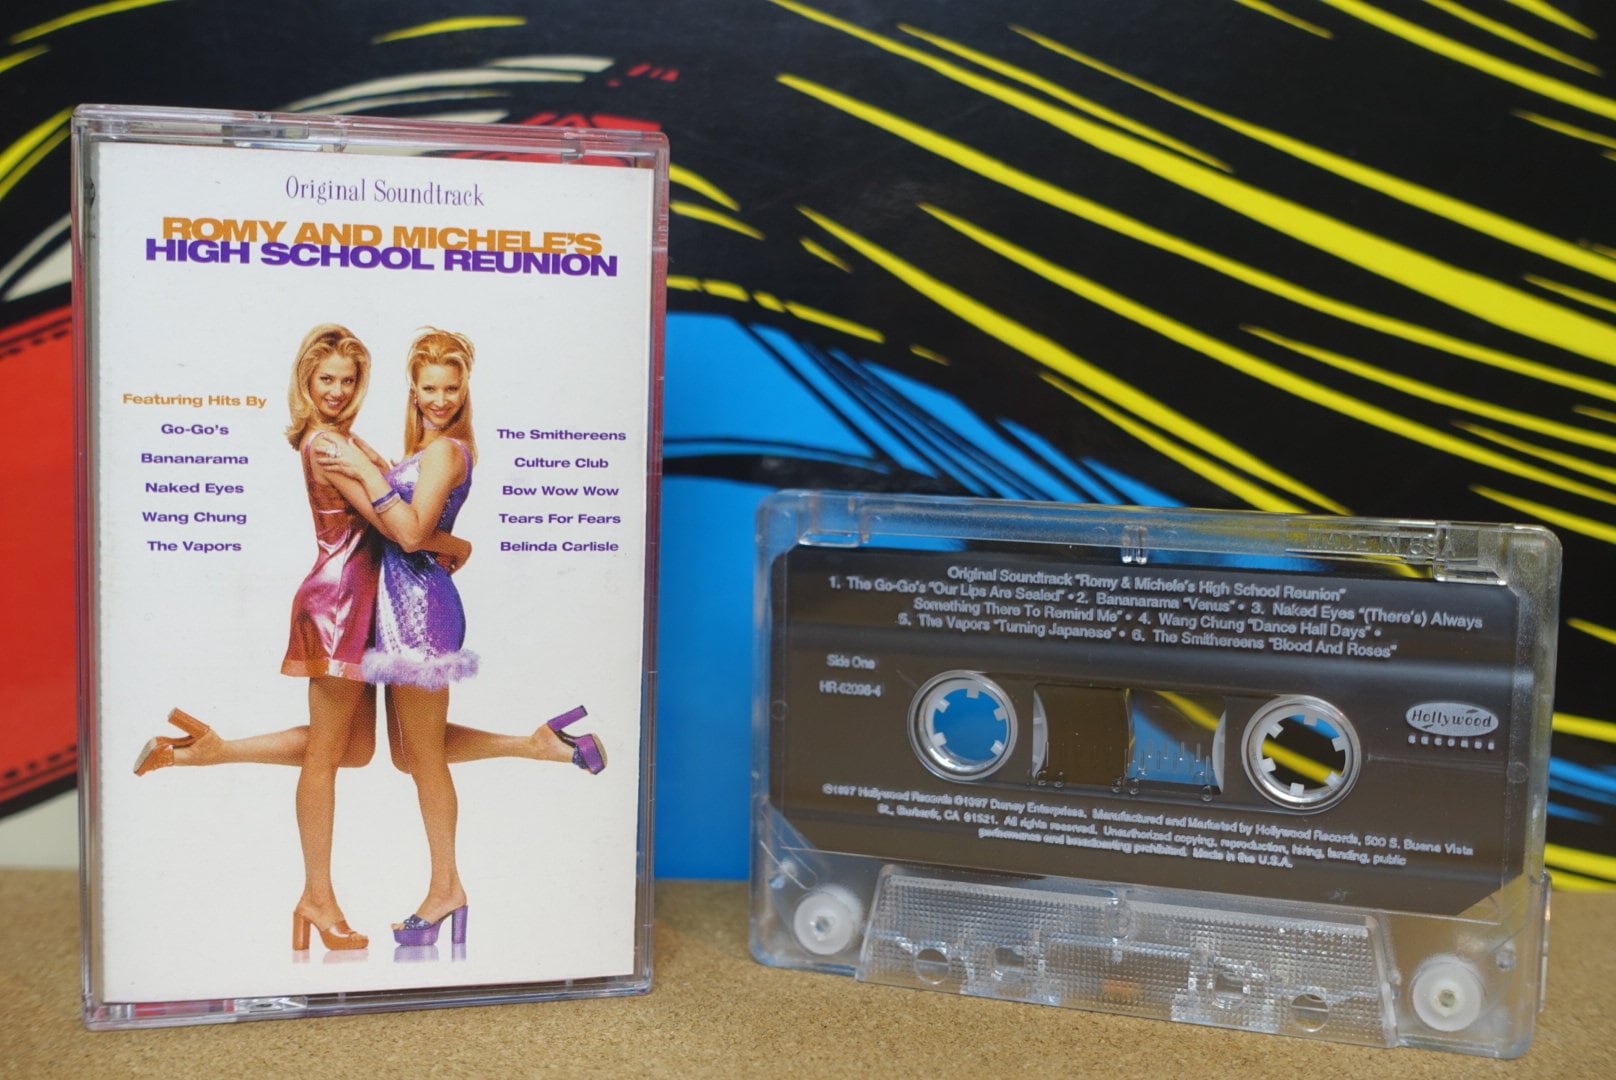 Original Soundtrack
ROMY AND MICHELE'S
HIGH SCHOOL REUNION
Featuring Hits By
Go-Go's
Bananarama
Naked Eyes
Wang Chung
The Vapors
The Smithereens
Culture Club
Bow Wow Wow
Tears For Fears
Belinda Carlisle
MADE IN USA
Original Soundtrack "Romy & Michele's High School Reunion"
1. The Go-Go's "Our Lips Are Sealed" • 2. Bananarama "Venus" • 3. Naked Eyes "(There's) Always
Something There To Remind Me" • 4. Wang Chung "Dance Hall Days" •
5. The Vapors "Turning Japanese" • 6. The Smithereens "Blood And Roses"
Side One
HR-62098-4
Hollywood
RECORDS
℗1997 Hollywood Records ©1997 Disney Enterprises. Manufactured and Marketed by Hollywood Records, 500 S. Buena Vista
St., Burbank, CA 91521. All rights reserved. Unauthorized copying, reproduction, hiring, lending, public
performance and broadcasting prohibited. Made in the U.S.A.